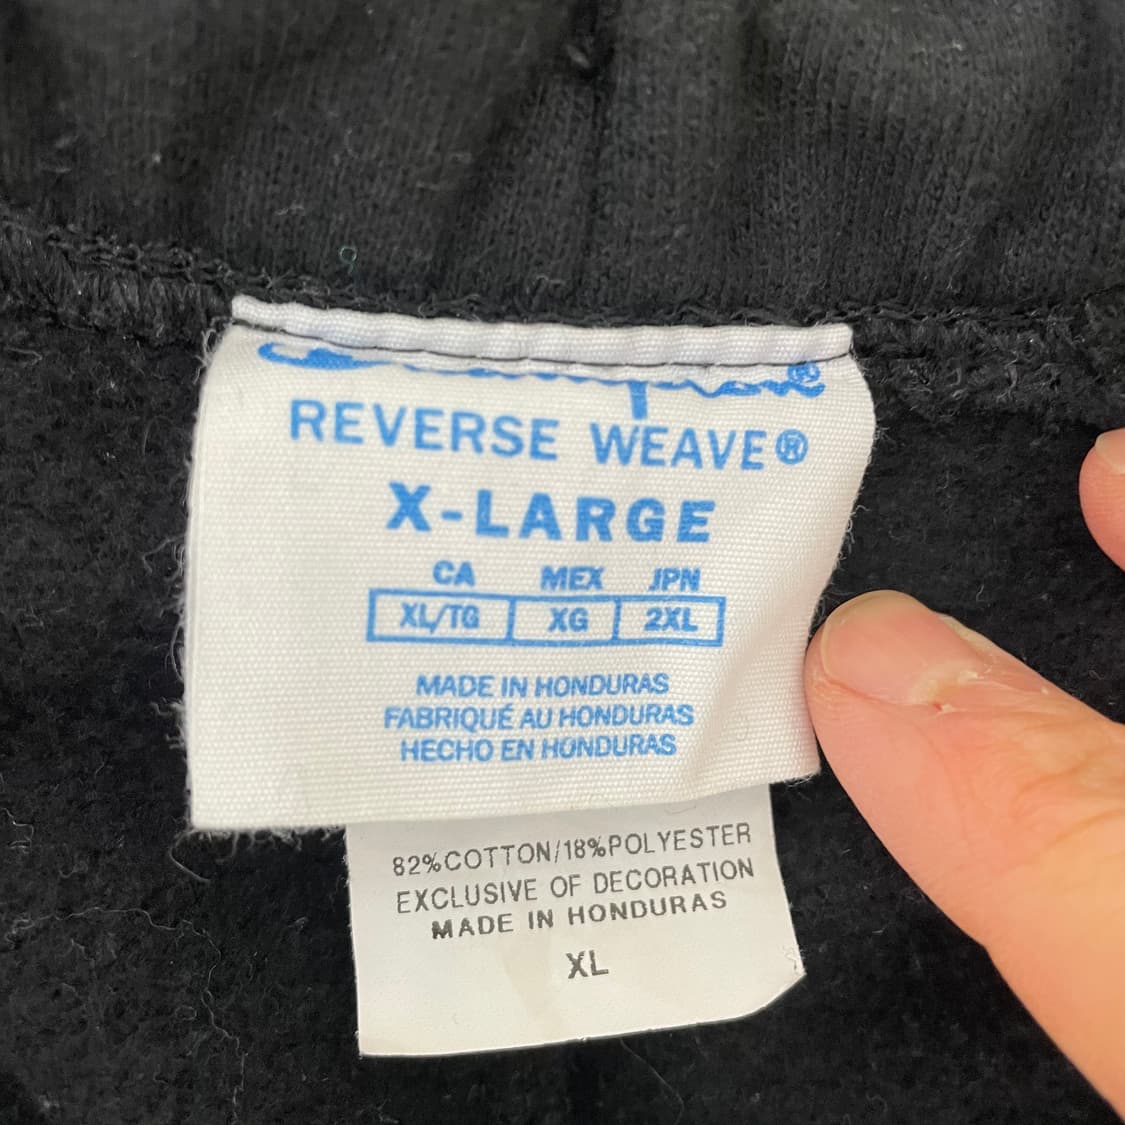 Champion®
REVERSE WEAVE®
X-LARGE
CA MEX JPN
XL/TG XG 2XL
MADE IN HONDURAS
FABRIQUÉ AU HONDURAS
HECHO EN HONDURAS
82%COTTON/18%POLYESTER
EXCLUSIVE OF DECORATION
MADE IN HONDURAS
XL